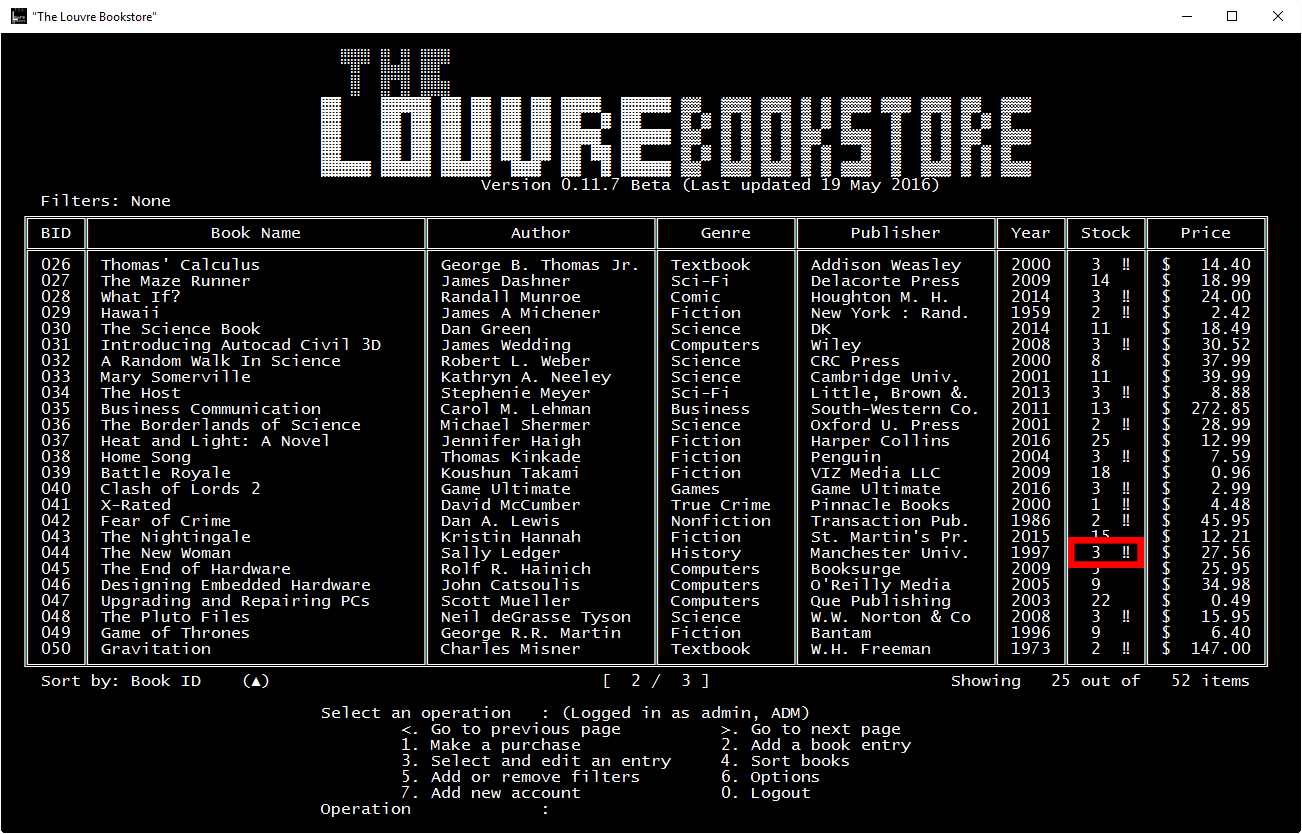 "The Louvre Bookstore"
THE
LOUVRE BOOKSTORE
Version 0.11.7 Beta (Last updated 19 May 2016)
Filters: None
BID Book Name Author Genre Publisher Year Stock Price
026 Thomas' Calculus George B. Thomas Jr. Textbook Addison Weasley 2000 3 ‼ $ 14.40
027 The Maze Runner James Dashner Sci-Fi Delacorte Press 2009 14 $ 18.99
028 What If? Randall Munroe Comic Houghton M. H. 2014 3 ‼ $ 24.00
029 Hawaii James A Michener Fiction New York : Rand. 1959 2 ‼ $ 2.42
030 The Science Book Dan Green Science DK 2014 11 $ 18.49
031 Introducing Autocad Civil 3D James Wedding Computers Wiley 2008 3 ‼ $ 30.52
032 A Random Walk In Science Robert L. Weber Science CRC Press 2000 8 $ 37.99
033 Mary Somerville Kathryn A. Neeley Science Cambridge Univ. 2001 11 $ 39.99
034 The Host Stephenie Meyer Sci-Fi Little, Brown &. 2013 3 ‼ $ 8.88
035 Business Communication Carol M. Lehman Business South-Western Co. 2011 13 $ 272.85
036 The Borderlands of Science Michael Shermer Science Oxford U. Press 2001 2 ‼ $ 28.99
037 Heat and Light: A Novel Jennifer Haigh Fiction Harper Collins 2016 25 $ 12.99
038 Home Song Thomas Kinkade Fiction Penguin 2004 3 ‼ $ 7.59
039 Battle Royale Koushun Takami Fiction VIZ Media LLC 2009 18 $ 0.96
040 Clash of Lords 2 Game Ultimate Games Game Ultimate 2016 3 ‼ $ 2.99
041 X-Rated David McCumber True Crime Pinnacle Books 2000 1 ‼ $ 4.48
042 Fear of Crime Dan A. Lewis Nonfiction Transaction Pub. 1986 2 ‼ $ 45.95
043 The Nightingale Kristin Hannah Fiction St. Martin's Pr. 2015 15 $ 12.21
044 The New Woman Sally Ledger History Manchester Univ. 1997 3 ‼ $ 27.56
045 The End of Hardware Rolf R. Hainich Computers Booksurge 2009 $ 25.95
046 Designing Embedded Hardware John Catsoulis Computers O'Reilly Media 2005 9 $ 34.98
047 Upgrading and Repairing PCs Scott Mueller Computers Que Publishing 2003 22 $ 0.49
048 The Pluto Files Neil deGrasse Tyson Science W.W. Norton & Co 2008 3 ‼ $ 15.95
049 Game of Thrones George R.R. Martin Fiction Bantam 1996 9 $ 6.40
050 Gravitation Charles Misner Textbook W.H. Freeman 1973 2 ‼ $ 147.00
Sort by: Book ID (▲) [ 2 / 3 ] Showing 25 out of 52 items
Select an operation : (Logged in as admin, ADM)
<. Go to previous page >. Go to next page
1. Make a purchase 2. Add a book entry
3. Select and edit an entry 4. Sort books
5. Add or remove filters 6. Options
7. Add new account 0. Logout
Operation :